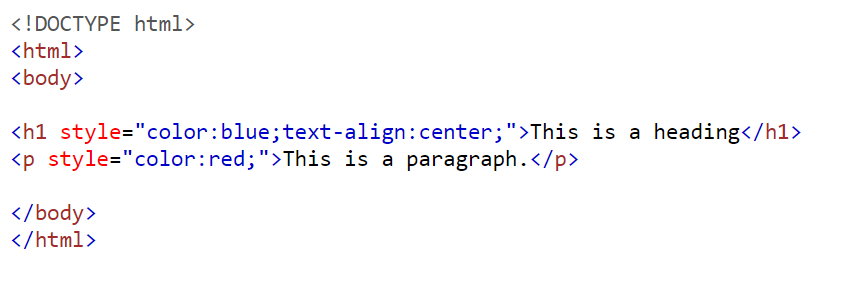 <!DOCTYPE html>
<html>
<body>
<h1 style="color:blue;text-align:center;">This is a heading</h1>
<p style="color:red;">This is a paragraph.</p>
</body>
</html>